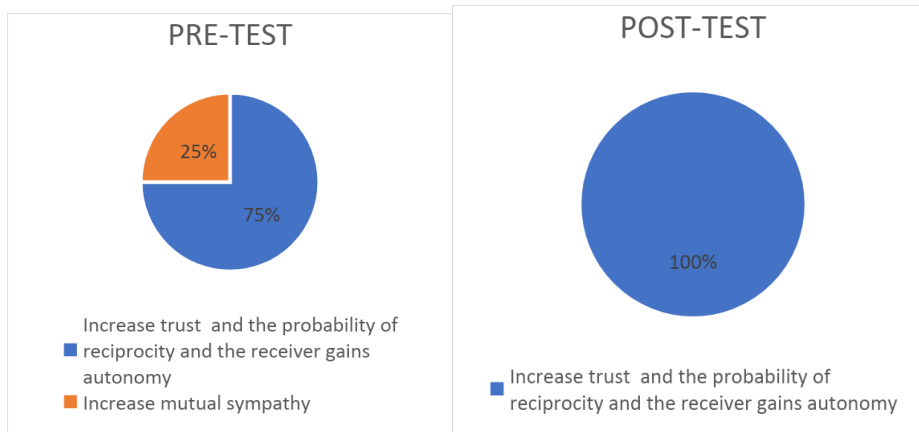 PRE-TEST
25%
75%
Increase trust and the probability of
reciprocity and the receiver gains
autonomy
Increase mutual sympathy
POST-TEST
100%
Increase trust and the probability of
reciprocity and the receiver gains autonomy